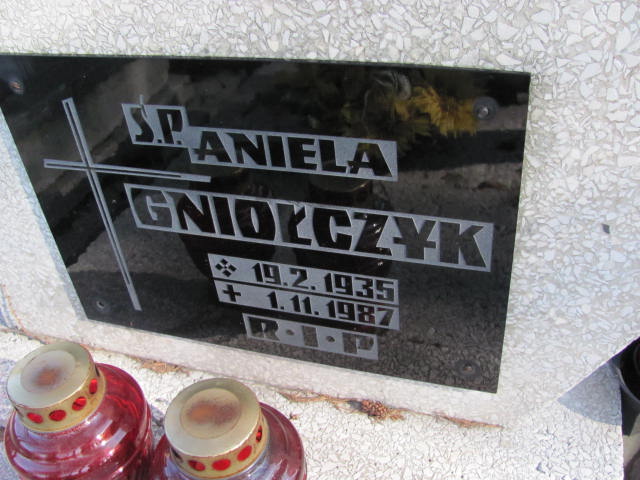 Ś.P. ANIELA
GNIOŁCZYK
19.2.1935
+ 1.11.1987
R·I·P